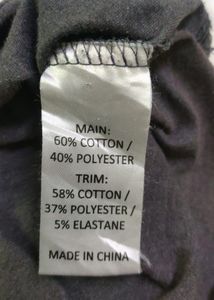 MAIN:
60% COTTON /
40% POLYESTER
TRIM:
58% COTTON /
37% POLYESTER /
5% ELASTANE
MADE IN CHINA